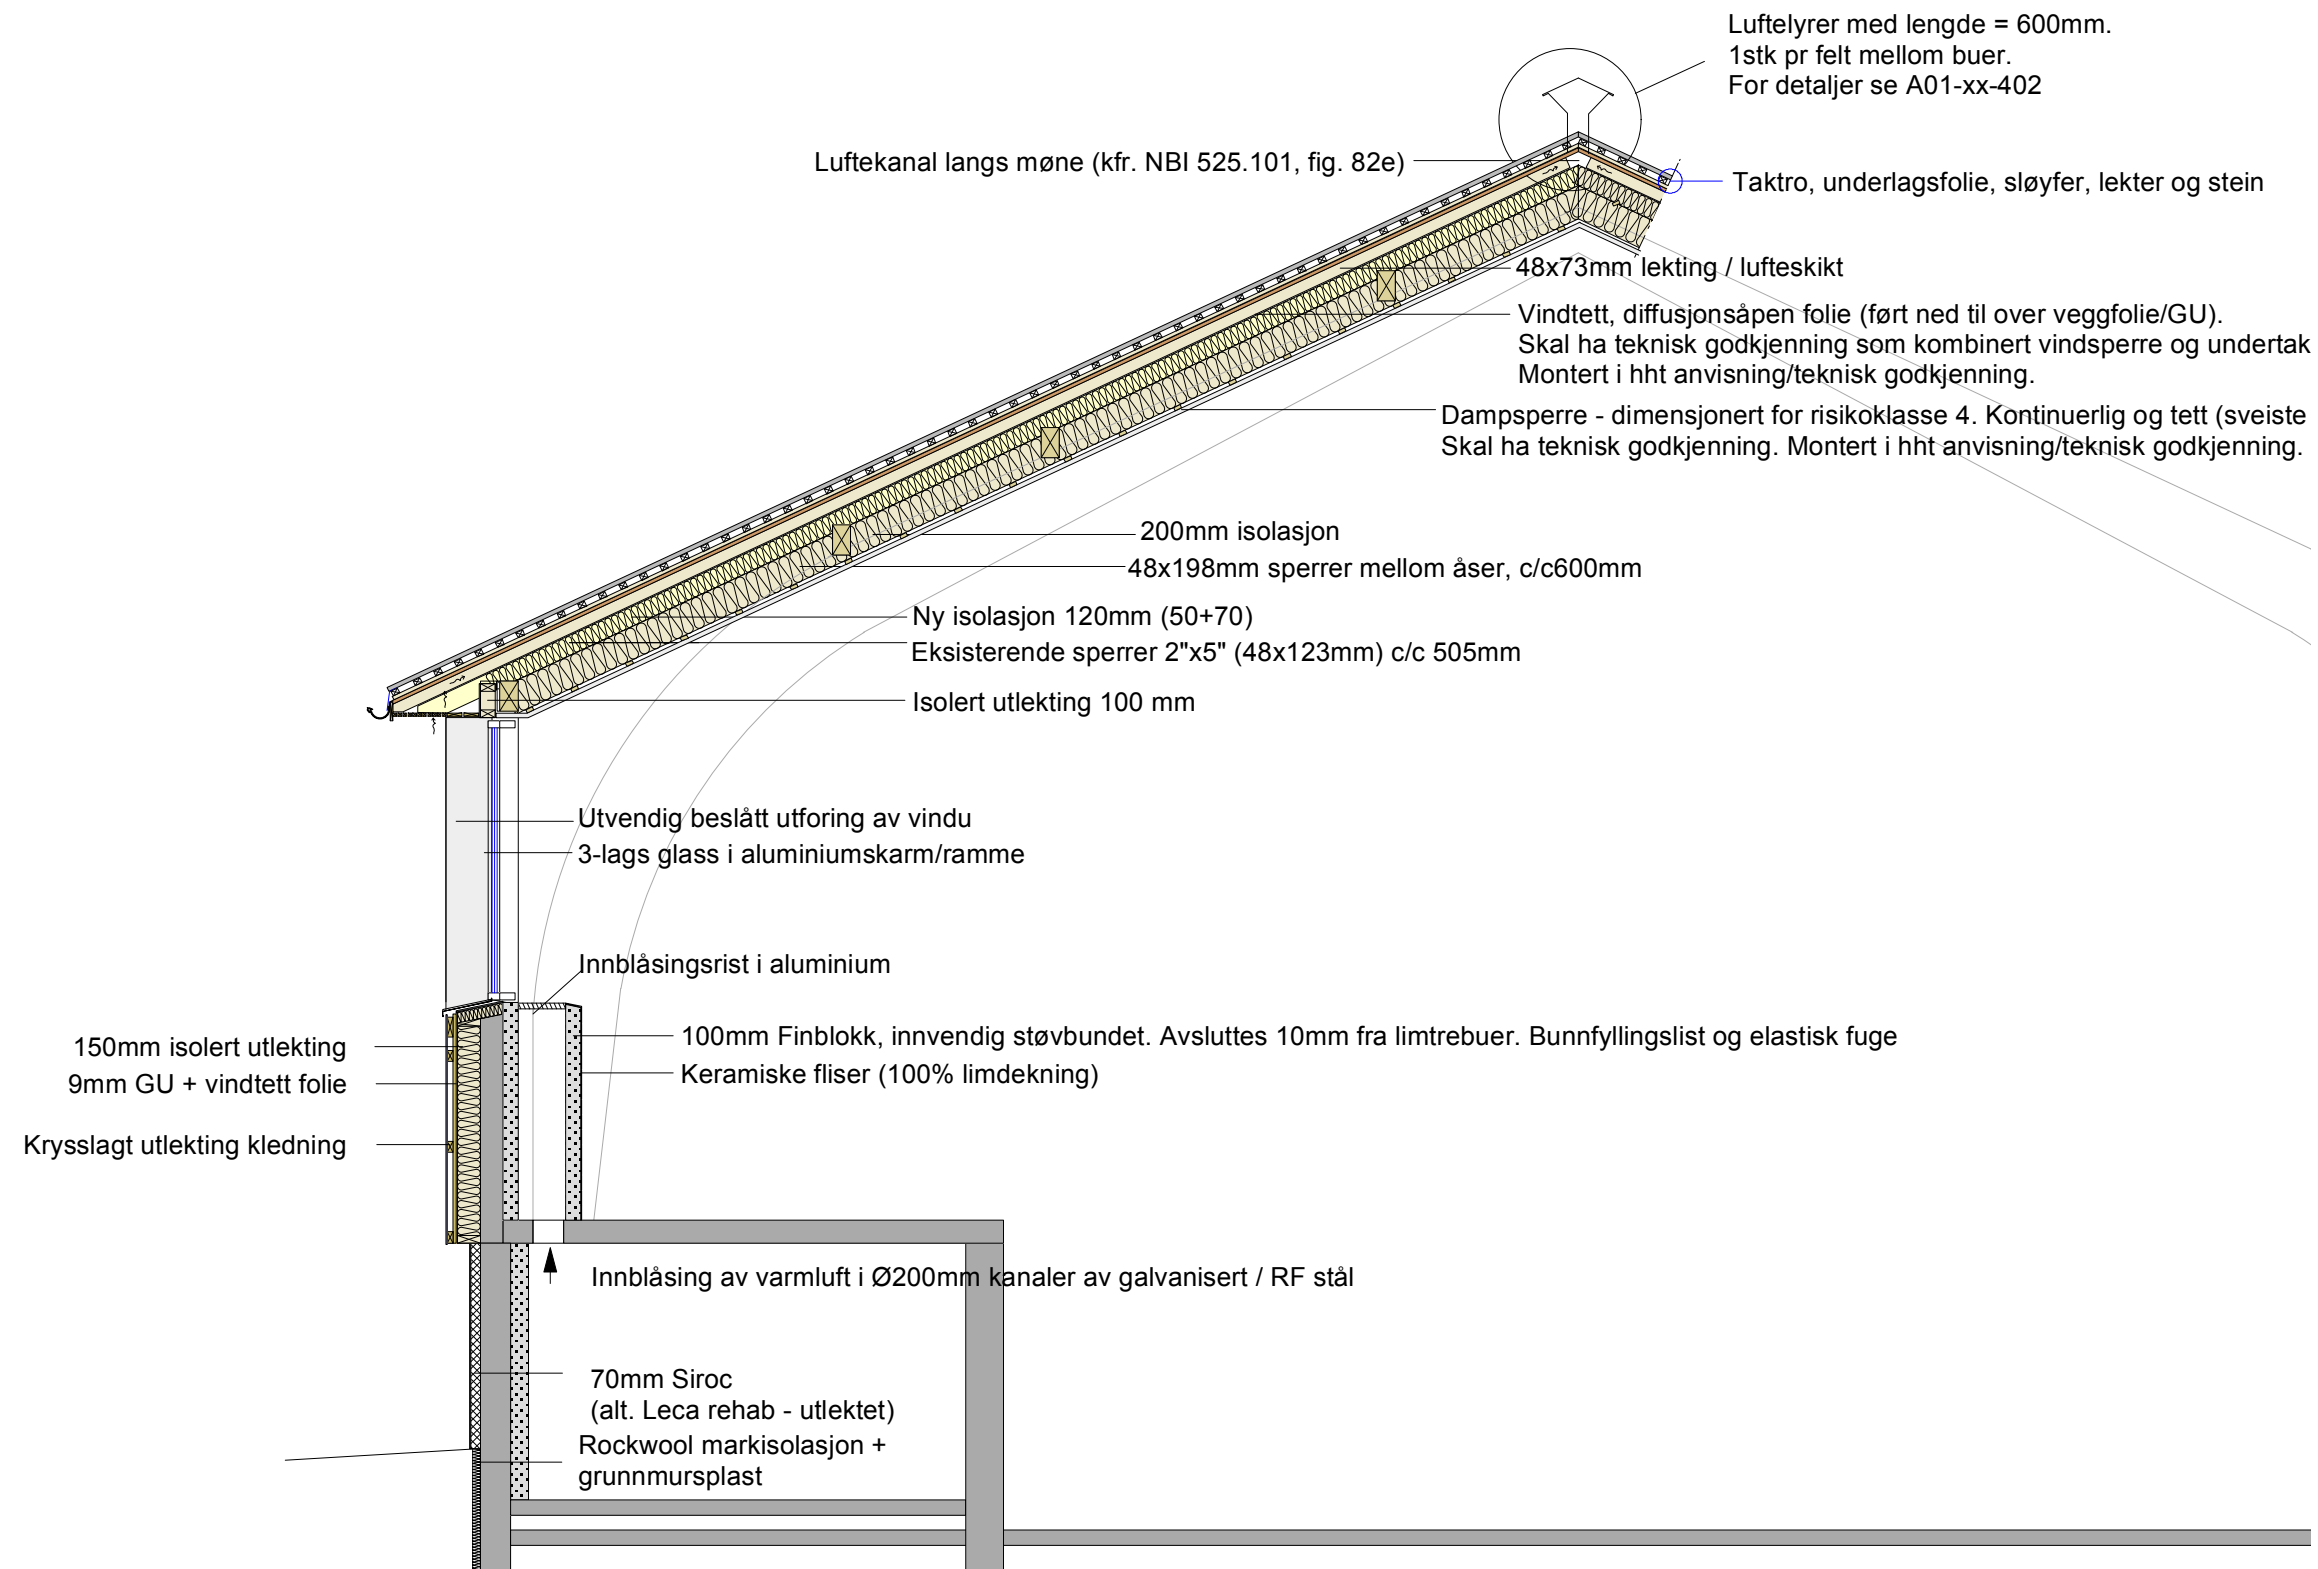 Luftelyrer med lengde = 600mm.
1stk pr felt mellom buer.
For detaljer se A01-xx-402
Luftekanal langs møne (kfr. NBI 525.101, fig. 82e)
Taktro, underlagsfolie, sløyfer, lekter og stein
48x73mm lekting / lufteskikt
Vindtett, diffusjonsåpen folie (ført ned til over veggfolie/GU).
Skal ha teknisk godkjenning som kombinert vindsperre og undertak
Montert i hht anvisning/teknisk godkjenning.
Dampsperre - dimensjonert for risikoklasse 4. Kontinuerlig og tett (sveiste
Skal ha teknisk godkjenning. Montert i hht anvisning/teknisk godkjenning.
200mm isolasjon
48x198mm sperrer mellom åser, c/c600mm
Ny isolasjon 120mm (50+70)
Eksisterende sperrer 2"x5" (48x123mm) c/c 505mm
Isolert utlekting 100 mm
Utvendig beslått utforing av vindu
3-lags glass i aluminiumskarm/ramme
Innblåsingsrist i aluminium
150mm isolert utlekting
9mm GU + vindtett folie
Krysslagt utlekting kledning
100mm Finblokk, innvendig støvbundet. Avsluttes 10mm fra limtrebuer. Bunnfyllingslist og elastisk fuge
Keramiske fliser (100% limdekning)
Innblåsing av varmluft i Ø200mm kanaler av galvanisert / RF stål
70mm Siroc
(alt. Leca rehab - utlektet)
Rockwool markisolasjon +
grunnmursplast